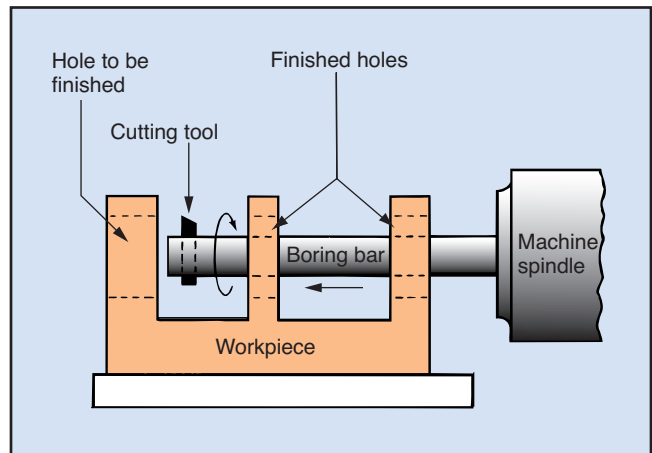 Hole to be
finished
Finished holes
Cutting tool
Boring bar
Machine
spindle
Workpiece